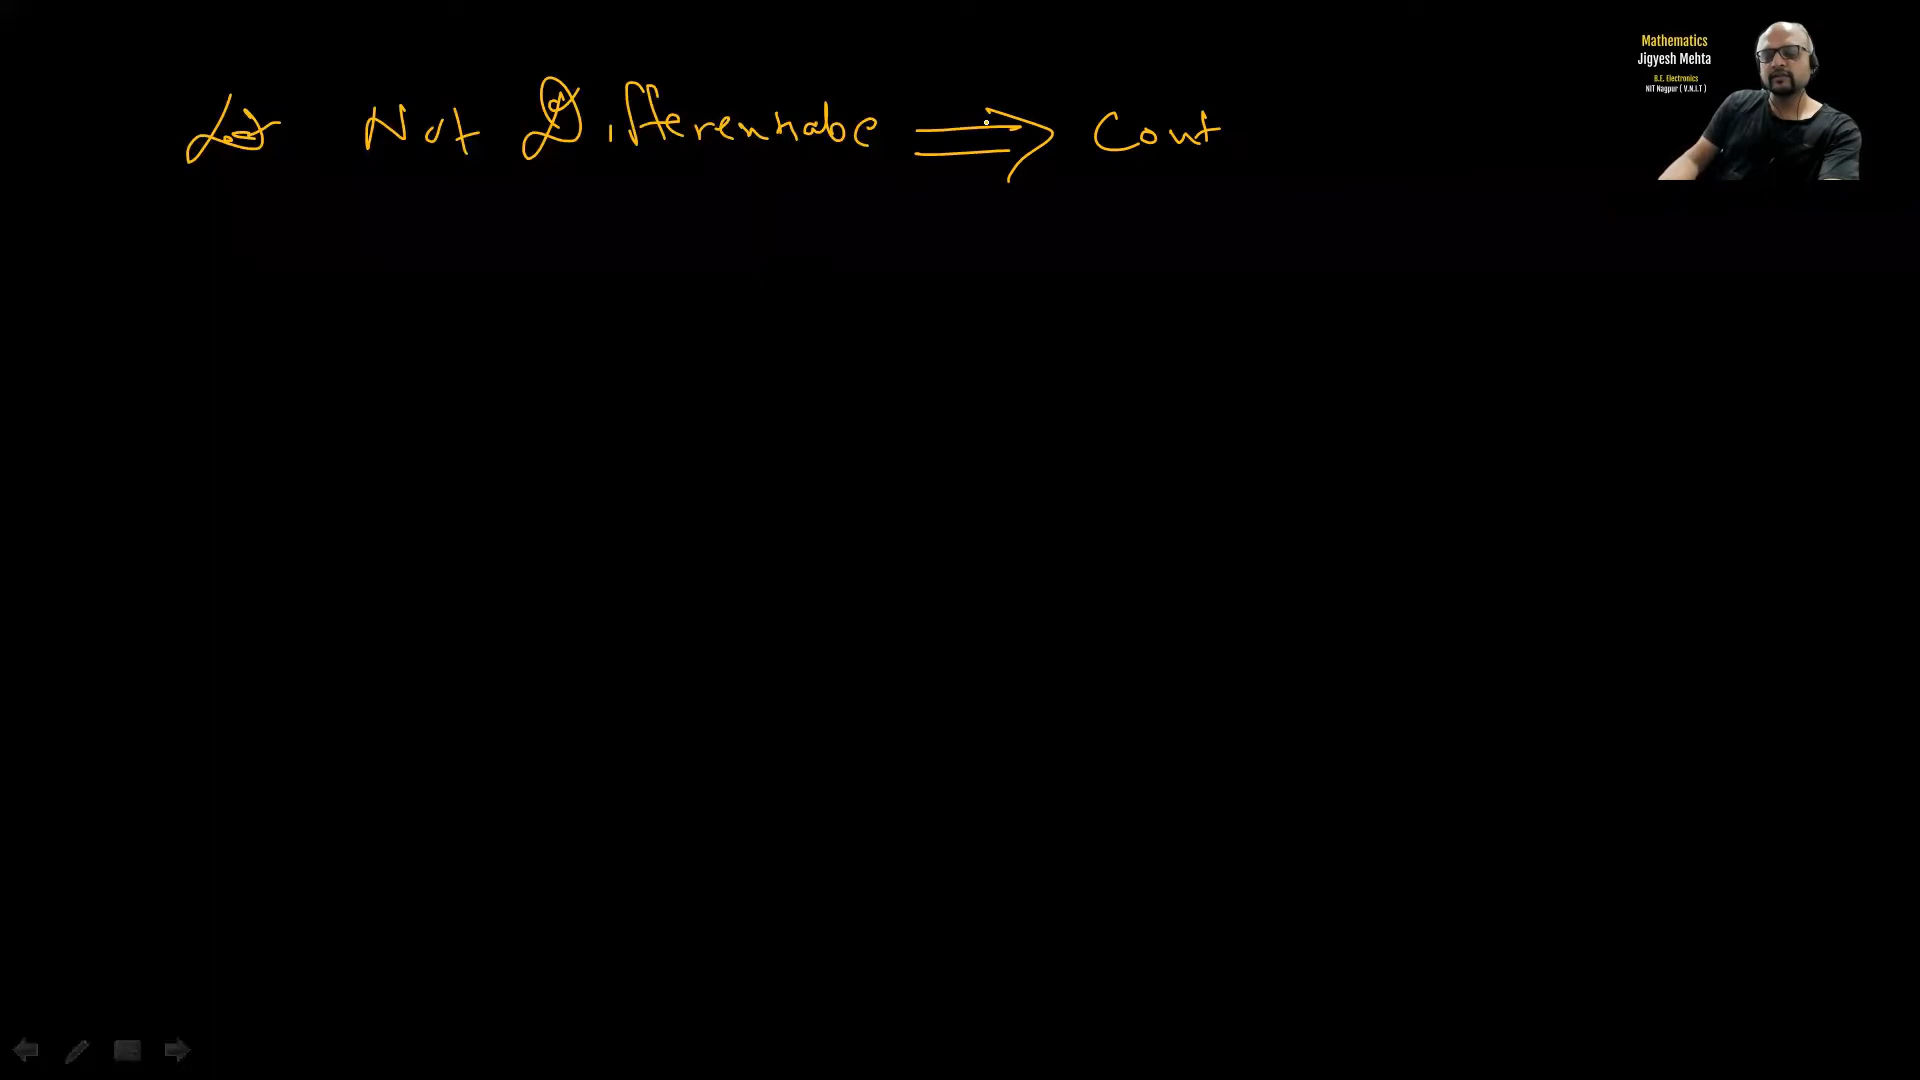 Not Differentiable ⟹ Cont
Mathematics
Jigyesh Mehta
B.E. Electronics
NIT Nagpur ( V.N.I.T )